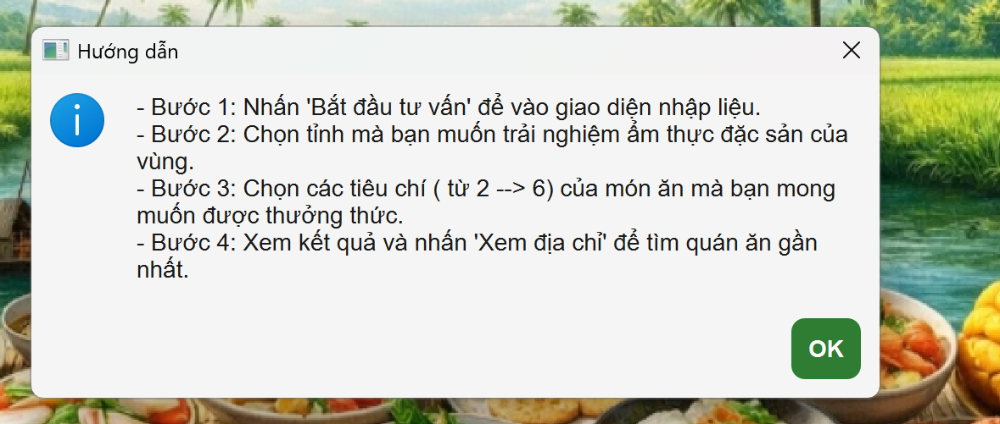 Hướng dẫn
- Bước 1: Nhấn 'Bắt đầu tư vấn' để vào giao diện nhập liệu.
- Bước 2: Chọn tỉnh mà bạn muốn trải nghiệm ẩm thực đặc sản của
vùng.
- Bước 3: Chọn các tiêu chí ( từ 2 --> 6) của món ăn mà bạn mong
muốn được thưởng thức.
- Bước 4: Xem kết quả và nhấn 'Xem địa chỉ' để tìm quán ăn gần
nhất.
OK